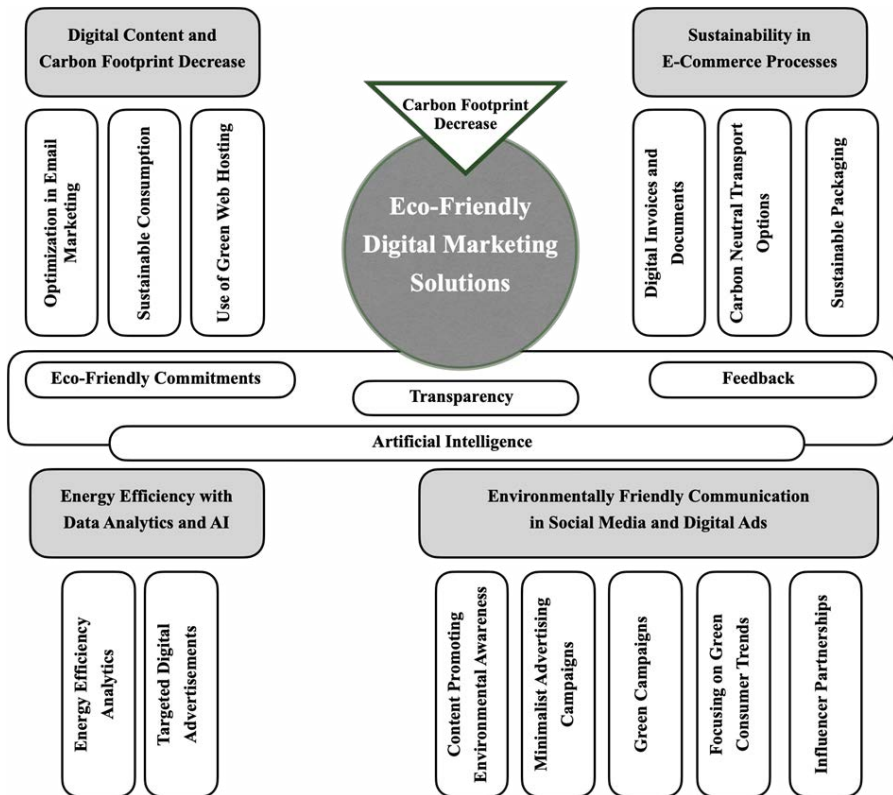 Digital Content and
Carbon Footprint Decrease
Sustainability in
E-Commerce Processes
Carbon Footprint
Decrease
Eco-Friendly
Digital Marketing
Solutions
Optimization in Email
Marketing
Sustainable Consumption
Use of Green Web Hosting
Digital Invoices and
Documents
Carbon Neutral Transport
Options
Sustainable Packaging
Eco-Friendly Commitments
Transparency
Feedback
Artificial Intelligence
Energy Efficiency with
Data Analytics and AI
Environmentally Friendly Communication
in Social Media and Digital Ads
Energy Efficiency
Analytics
Targeted Digital
Advertisements
Content Promoting
Environmental Awareness
Minimalist Advertising
Campaigns
Green Campaigns
Focusing on Green
Consumer Trends
Influencer Partnerships